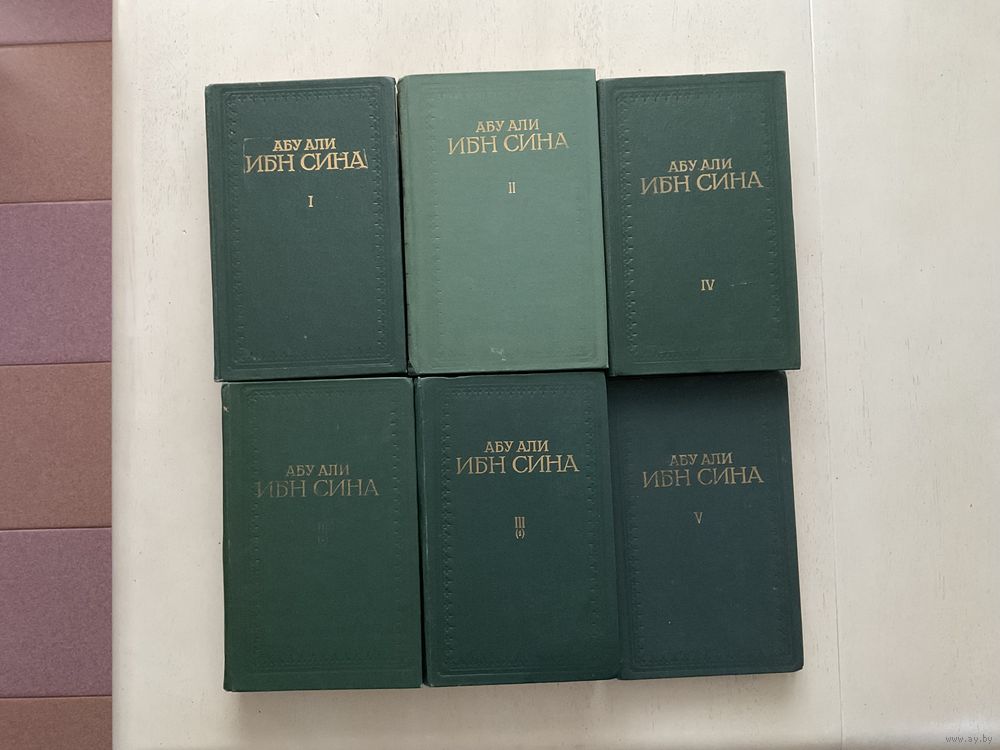 АБУ АЛИ
ИБН СИНА
I
АБУ АЛИ
ИБН СИНА
II
АБУ АЛИ
ИБН СИНА
IV
АБУ АЛИ
ИБН СИНА
АБУ АЛИ
ИБН СИНА
III
(1)
АБУ АЛИ
ИБН СИНА
V
www.ay.by